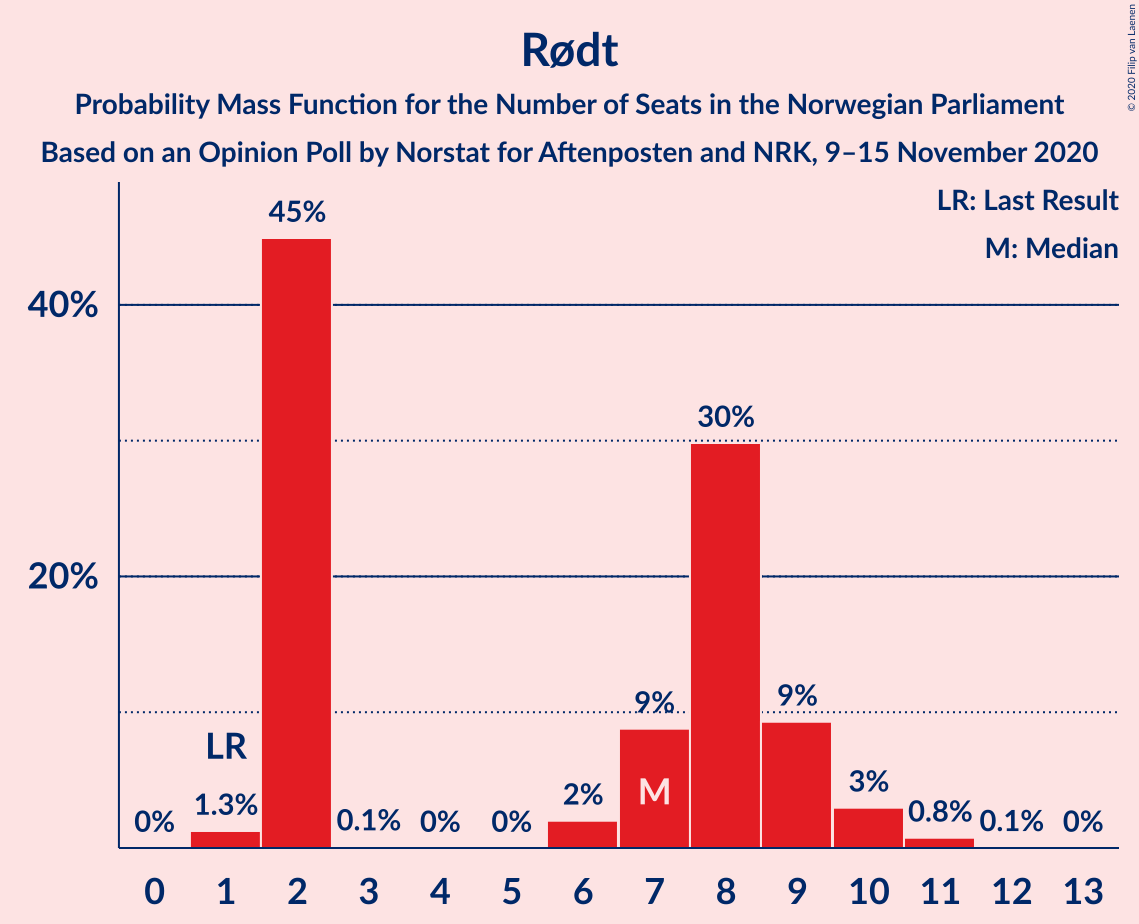 Rødt
Probability Mass Function for the Number of Seats in the Norwegian Parliament
Based on an Opinion Poll by Norstat for Aftenposten and NRK, 9–15 November 2020
© 2020 Filip van Laenen
LR: Last Result
M: Median
45%
40%
30%
20%
9%
9%
LR
M
3%
2%
1.3%
0.8%
0%
0.1%
0%
0%
0.1%
0%
0 1 2 3 4 5 6 7 8 9 10 11 12 13